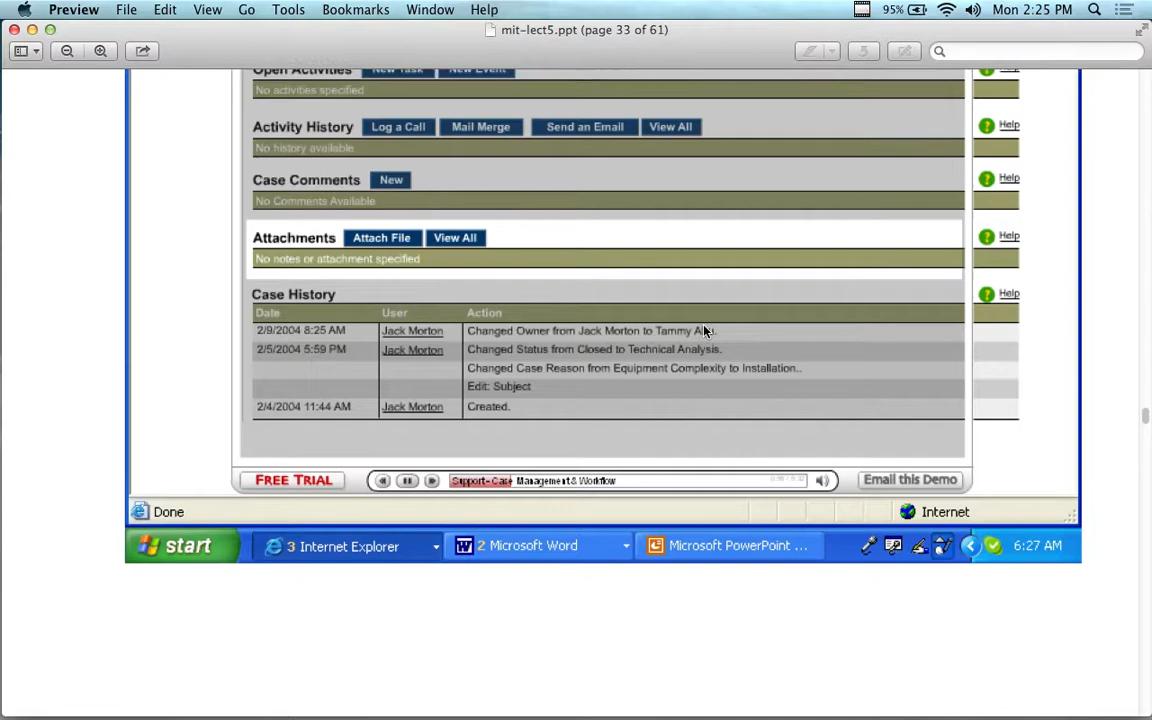 Preview File Edit View Go Tools Bookmarks Window Help 95% Mon 2:25 PM
mit-lect5.ppt (page 33 of 61)
Open Activities New Task New Event Help
No activities specified
Activity History Log a Call Mail Merge Send an Email View All Help
No history available
Case Comments New Help
No Comments Available
Attachments Attach File View All Help
No notes or attachment specified
Case History Help
Date User Action
2/9/2004 8:25 AM Jack Morton Changed Owner from Jack Morton to Tammy
2/5/2004 5:59 PM Jack Morton Changed Status from Closed to Technical Analysis.
Changed Case Reason from Equipment Complexity to Installation..
Edit: Subject
2/4/2004 11:44 AM Jack Morton Created.
FREE TRIAL Support- Case Management & Workflow Email this Demo
Done Internet
start 3 Internet Explorer 2 Microsoft Word Microsoft PowerPoint ... 6:27 AM